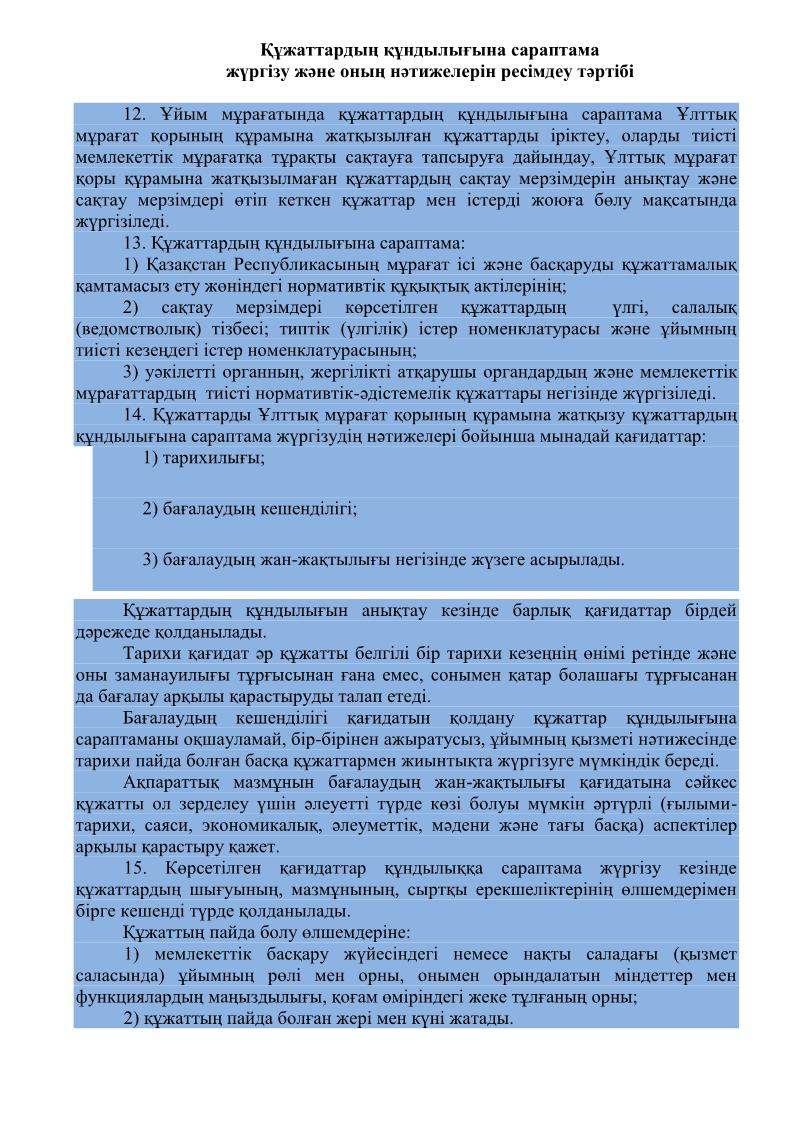 Құжаттардың құндылығына сараптама
жүргізу және оның нәтижелерін ресімдеу тәртібі
12. Ұйым мұрағатында құжаттардың құндылығына сараптама Ұлттық
мұрағат қорының құрамына жатқызылған құжаттарды іріктеу, оларды тиісті
мемлекеттік мұрағатқа тұрақты сақтауға тапсыруға дайындау, Ұлттық мұрағат
қоры құрамына жатқызылмаған құжаттардың сақтау мерзімдерін анықтау және
сақтау мерзімдері өтіп кеткен құжаттар мен істерді жоюға бөлу мақсатында
жүргізіледі.
13. Құжаттардың құндылығына сараптама:
1) Қазақстан Республикасының мұрағат ісі және басқаруды құжаттамалық
қамтамасыз ету жөніндегі нормативтік құқықтық актілерінің;
2) сақтау мерзімдері көрсетілген құжаттардың үлгі, салалық
(ведомстволық) тізбесі; типтік (үлгілік) істер номенклатурасы және ұйымның
тиісті кезеңдегі істер номенклатурасының;
3) уәкілетті органның, жергілікті атқарушы органдардың және мемлекеттік
мұрағаттардың тиісті нормативтік-әдістемелік құжаттары негізінде жүргізіледі.
14. Құжаттарды Ұлттық мұрағат қорының құрамына жатқызу құжаттардың
құндылығына сараптама жүргізудің нәтижелері бойынша мынадай қағидаттар:
1) тарихилығы;
2) бағалаудың кешенділігі;
3) бағалаудың жан-жақтылығы негізінде жүзеге асырылады.
Құжаттардың құндылығын анықтау кезінде барлық қағидаттар бірдей
дәрежеде қолданылады.
Тарихи қағидат әр құжатты белгілі бір тарихи кезеңнің өнімі ретінде және
оны заманауилығы тұрғысынан ғана емес, сонымен қатар болашағы тұрғысанан
да бағалау арқылы қарастыруды талап етеді.
Бағалаудың кешенділігі қағидатын қолдану құжаттар құндылығына
сараптаманы оқшауламай, бір-бірінен ажыратусыз, ұйымның қызметі нәтижесінде
тарихи пайда болған басқа құжаттармен жиынтықта жүргізуге мүмкіндік береді.
Ақпараттық мазмұнын бағалаудың жан-жақтылығы қағидатына сәйкес
құжатты ол зерделеу үшін әлеуетті түрде көзі болуы мүмкін әртүрлі (ғылыми-
тарихи, саяси, экономикалық, әлеуметтік, мәдени және тағы басқа) аспектілер
арқылы қарастыру қажет.
15. Көрсетілген қағидаттар құндылыққа сараптама жүргізу кезінде
құжаттардың шығуының, мазмұнының, сыртқы ерекшеліктерінің өлшемдерімен
бірге кешенді түрде қолданылады.
Құжаттың пайда болу өлшемдеріне:
1) мемлекеттік басқару жүйесіндегі немесе нақты саладағы (қызмет
саласында) ұйымның рөлі мен орны, онымен орындалатын міндеттер мен
функциялардың маңыздылығы, қоғам өміріндегі жеке тұлғаның орны;
2) құжаттың пайда болған жері мен күні жатады.